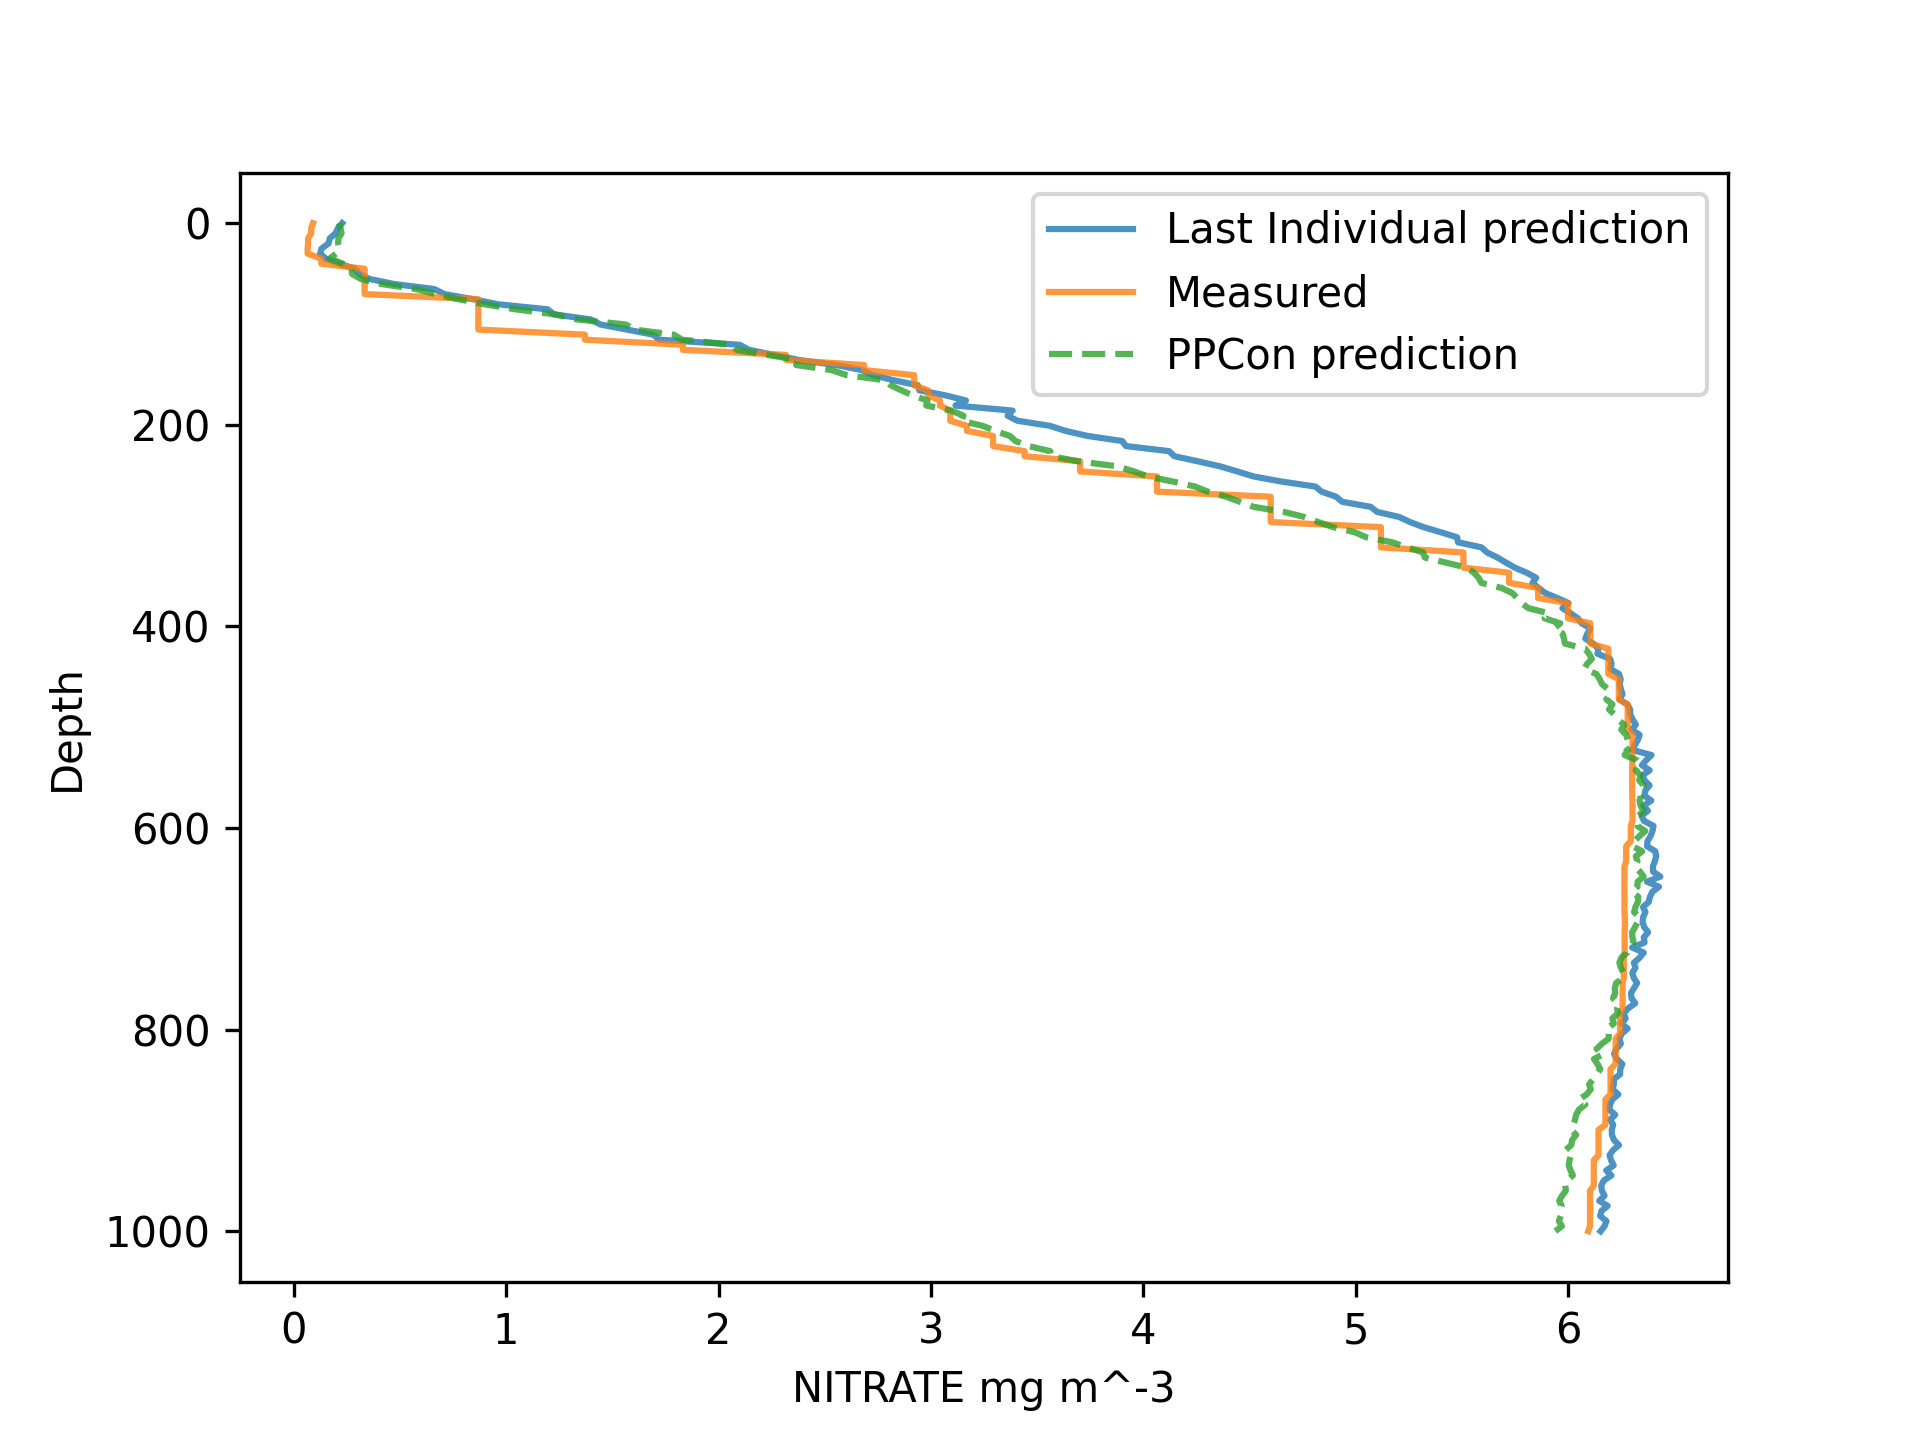 Last Individual prediction
Measured
PPCon prediction
0
200
400
600
800
1000
Depth
0 1 2 3 4 5 6
NITRATE mg m^-3